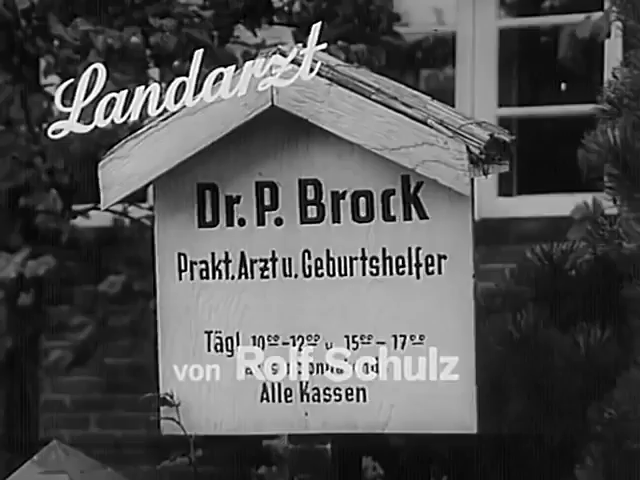 Landarzt
Dr. P. Brock
Prakt. Arzt u. Geburtshelfer
Tägl. 10⁰⁰-12⁰⁰ u. 15⁰⁰-17⁰⁰
von Rolf Schulz
Alle Kassen